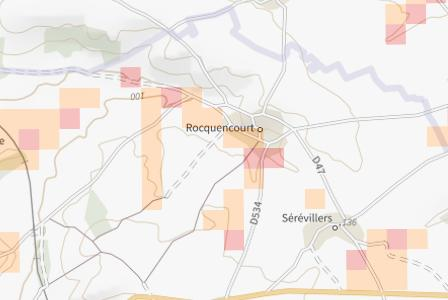 001
Rocquencourt
D47
e
D534
Sérévillers
136